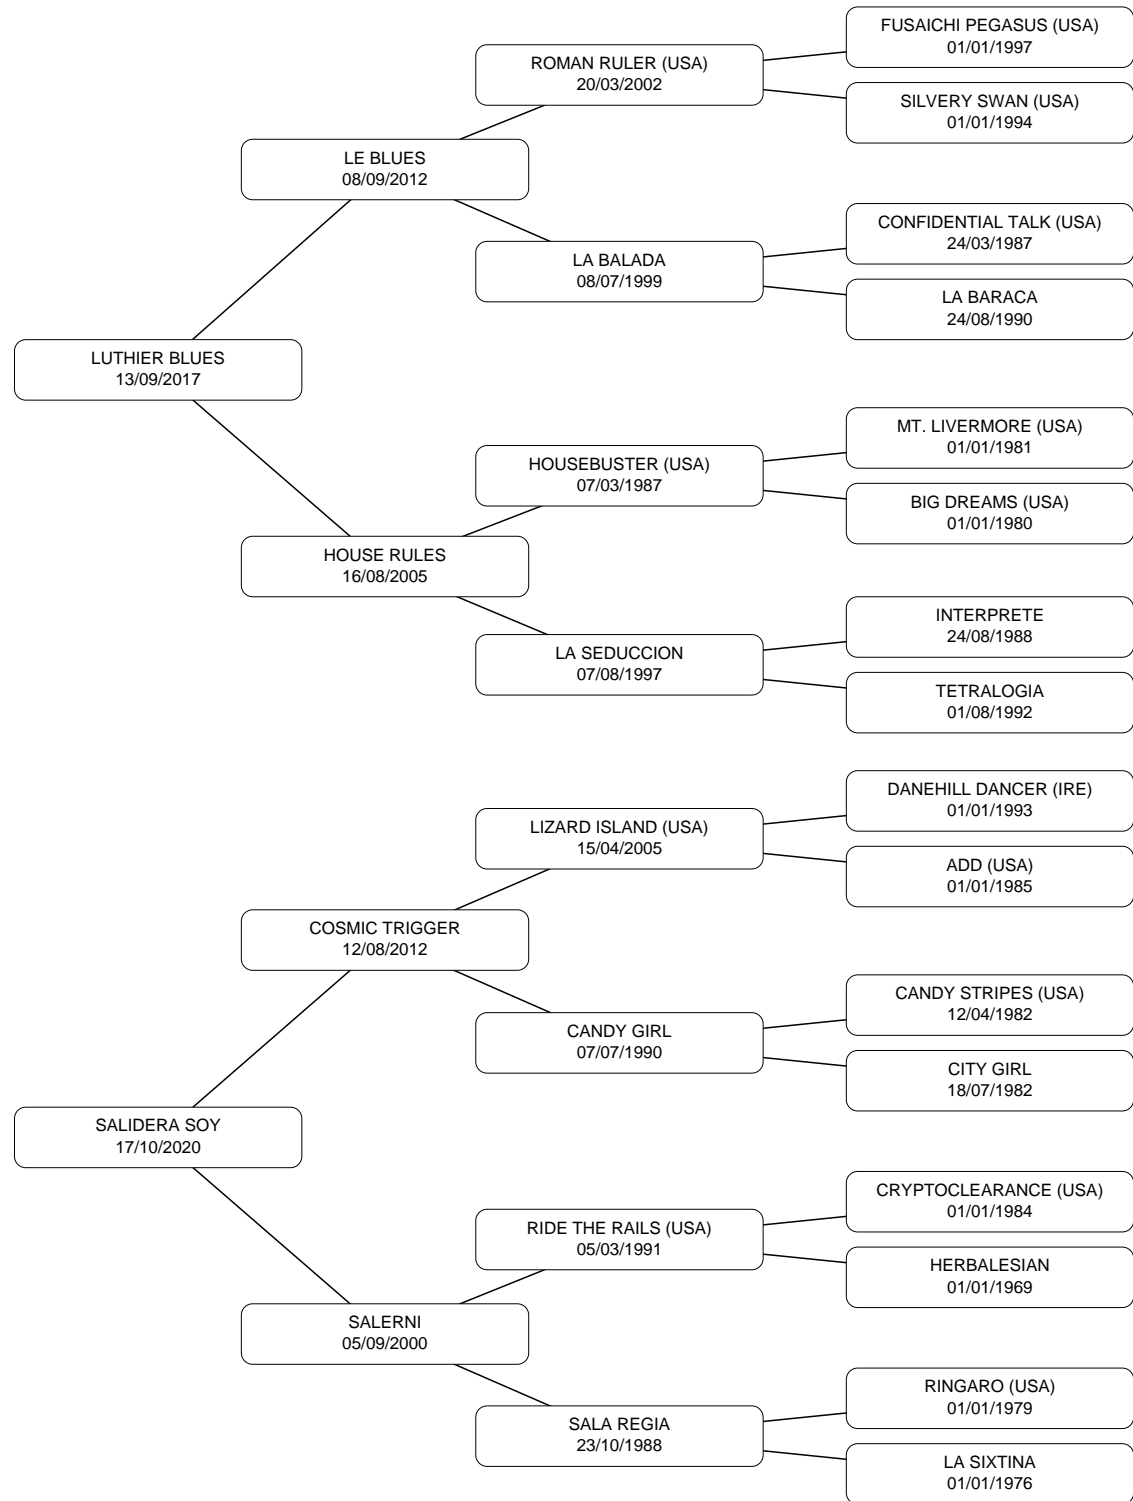 FUSAICHI PEGASUS (USA)
01/01/1997
ROMAN RULER (USA)
20/03/2002
SILVERY SWAN (USA)
01/01/1994
LE BLUES
08/09/2012
CONFIDENTIAL TALK (USA)
24/03/1987
LA BALADA
08/07/1999
LA BARACA
24/08/1990
LUTHIER BLUES
13/09/2017
MT. LIVERMORE (USA)
01/01/1981
HOUSEBUSTER (USA)
07/03/1987
BIG DREAMS (USA)
01/01/1980
HOUSE RULES
16/08/2005
INTERPRETE
24/08/1988
LA SEDUCCION
07/08/1997
TETRALOGIA
01/08/1992
DANEHILL DANCER (IRE)
01/01/1993
LIZARD ISLAND (USA)
15/04/2005
ADD (USA)
01/01/1985
COSMIC TRIGGER
12/08/2012
CANDY STRIPES (USA)
12/04/1982
CANDY GIRL
07/07/1990
CITY GIRL
18/07/1982
SALIDERA SOY
17/10/2020
CRYPTOCLEARANCE (USA)
01/01/1984
RIDE THE RAILS (USA)
05/03/1991
HERBALESIAN
01/01/1969
SALERNI
05/09/2000
RINGARO (USA)
01/01/1979
SALA REGIA
23/10/1988
LA SIXTINA
01/01/1976